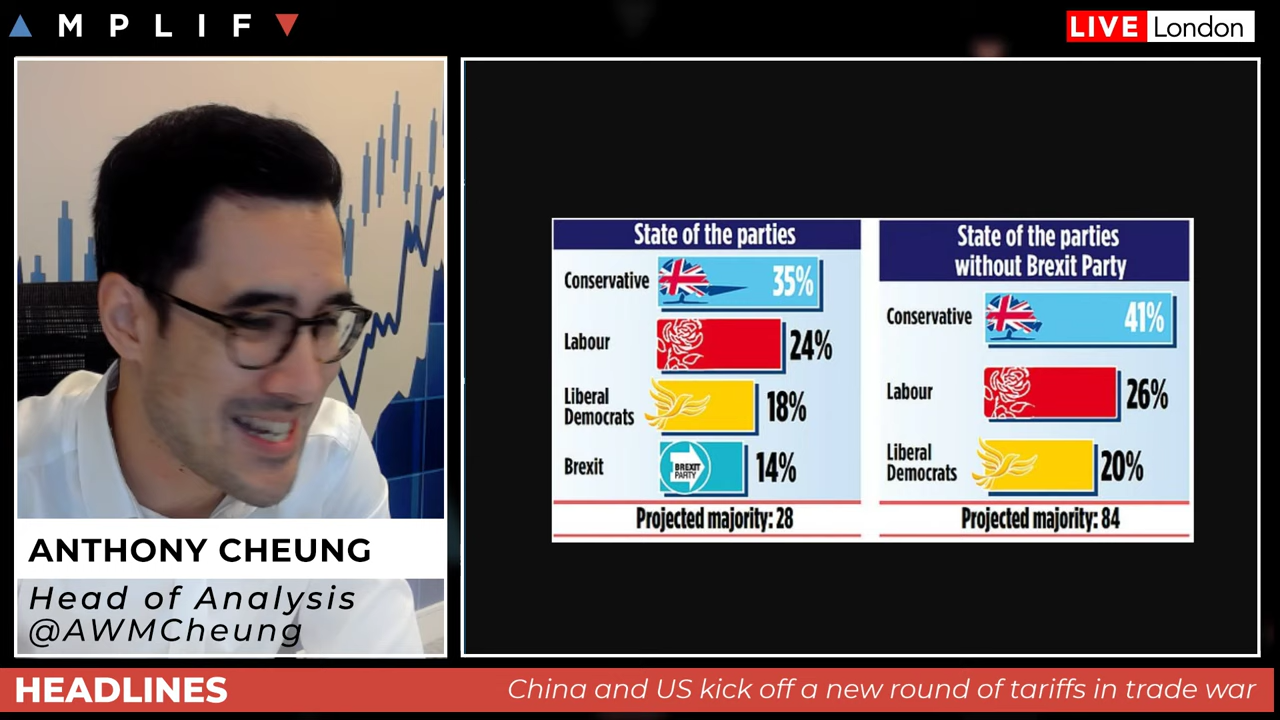 ▲ M P L I F ▼
LIVE London
State of the parties
Conservative 35%
Labour 24%
Liberal
Democrats 18%
Brexit 14%
BREXIT
PARTY
Projected majority: 28
State of the parties
without Brexit Party
Conservative 41%
Labour 26%
Liberal
Democrats 20%
Projected majority: 84
ANTHONY CHEUNG
Head of Analysis
@AWMCheung
HEADLINES China and US kick off a new round of tariffs in trade war